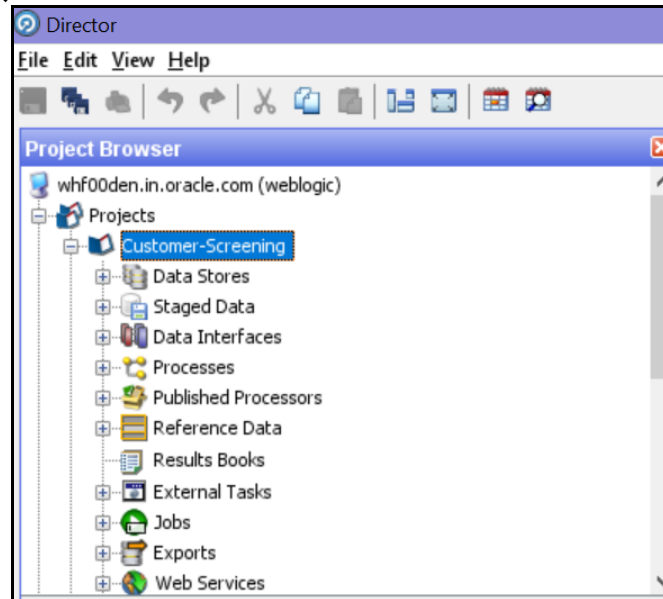 Director
File Edit View Help
Project Browser
whf00den.in.oracle.com (weblogic)
Projects
Customer-Screening
Data Stores
Staged Data
Data Interfaces
Processes
Published Processors
Reference Data
Results Books
External Tasks
Jobs
Exports
Web Services